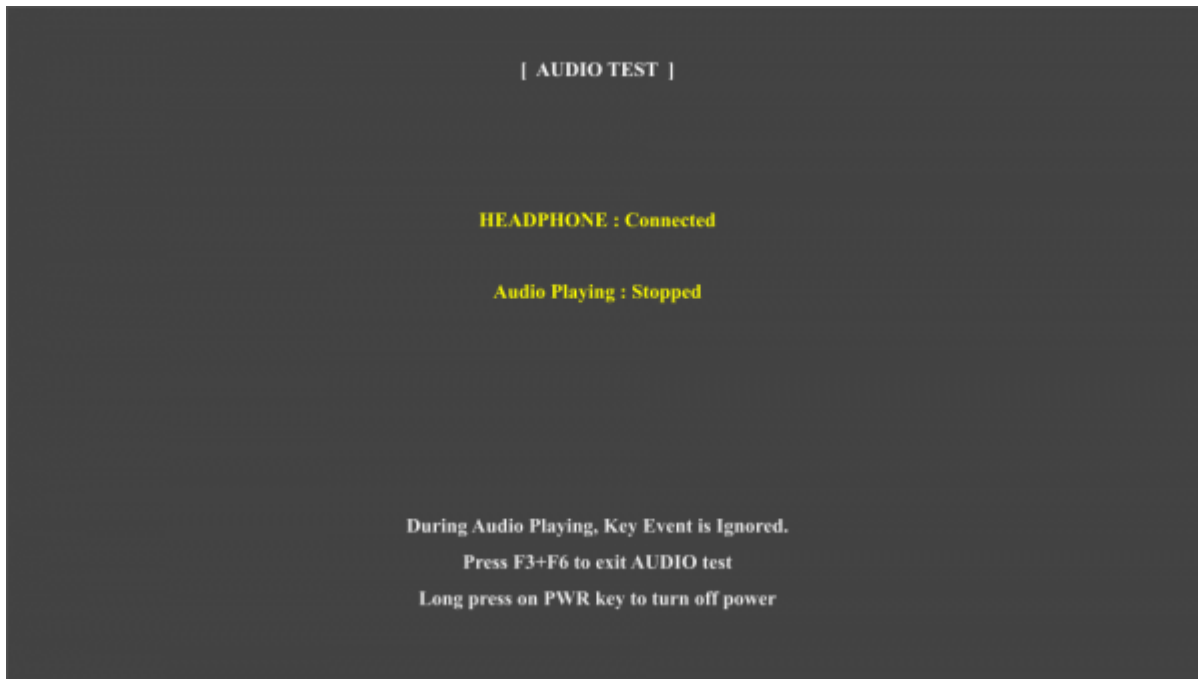 [ AUDIO TEST ]
HEADPHONE : Connected
Audio Playing : Stopped
During Audio Playing, Key Event is Ignored.
Press F3+F6 to exit AUDIO test
Long press on PWR key to turn off power